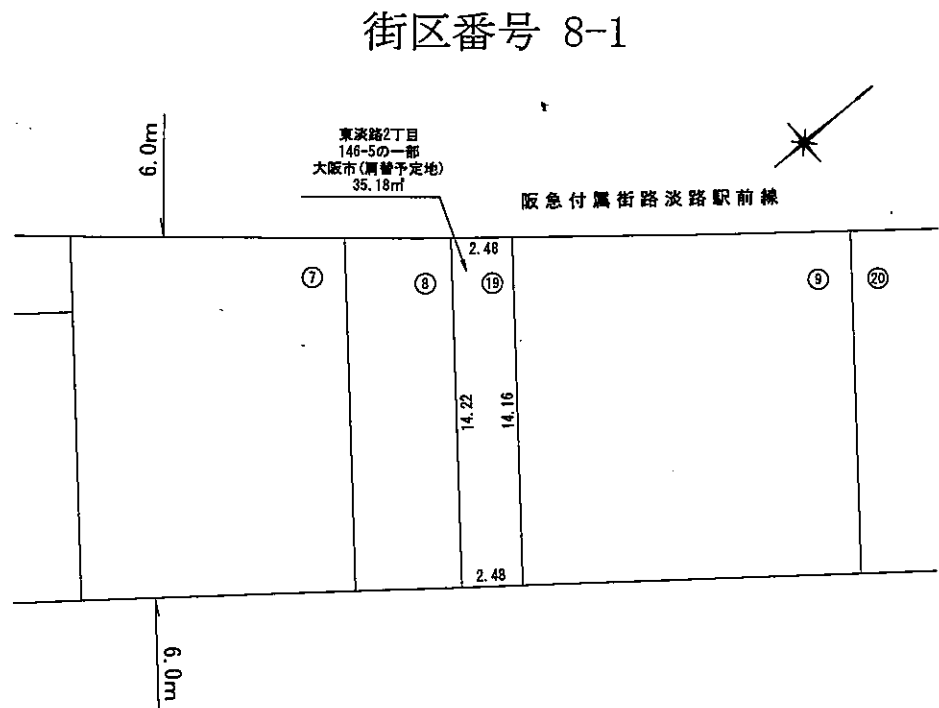 街区番号 8-1
6.0m
東淡路2丁目
146-5の一部
大阪市(肩替予定地)
35.18㎡
阪急付属街路淡路駅前線
2.48
⑦
⑧
⑲
⑨
⑳
14.22
14.16
2.48
6.0m